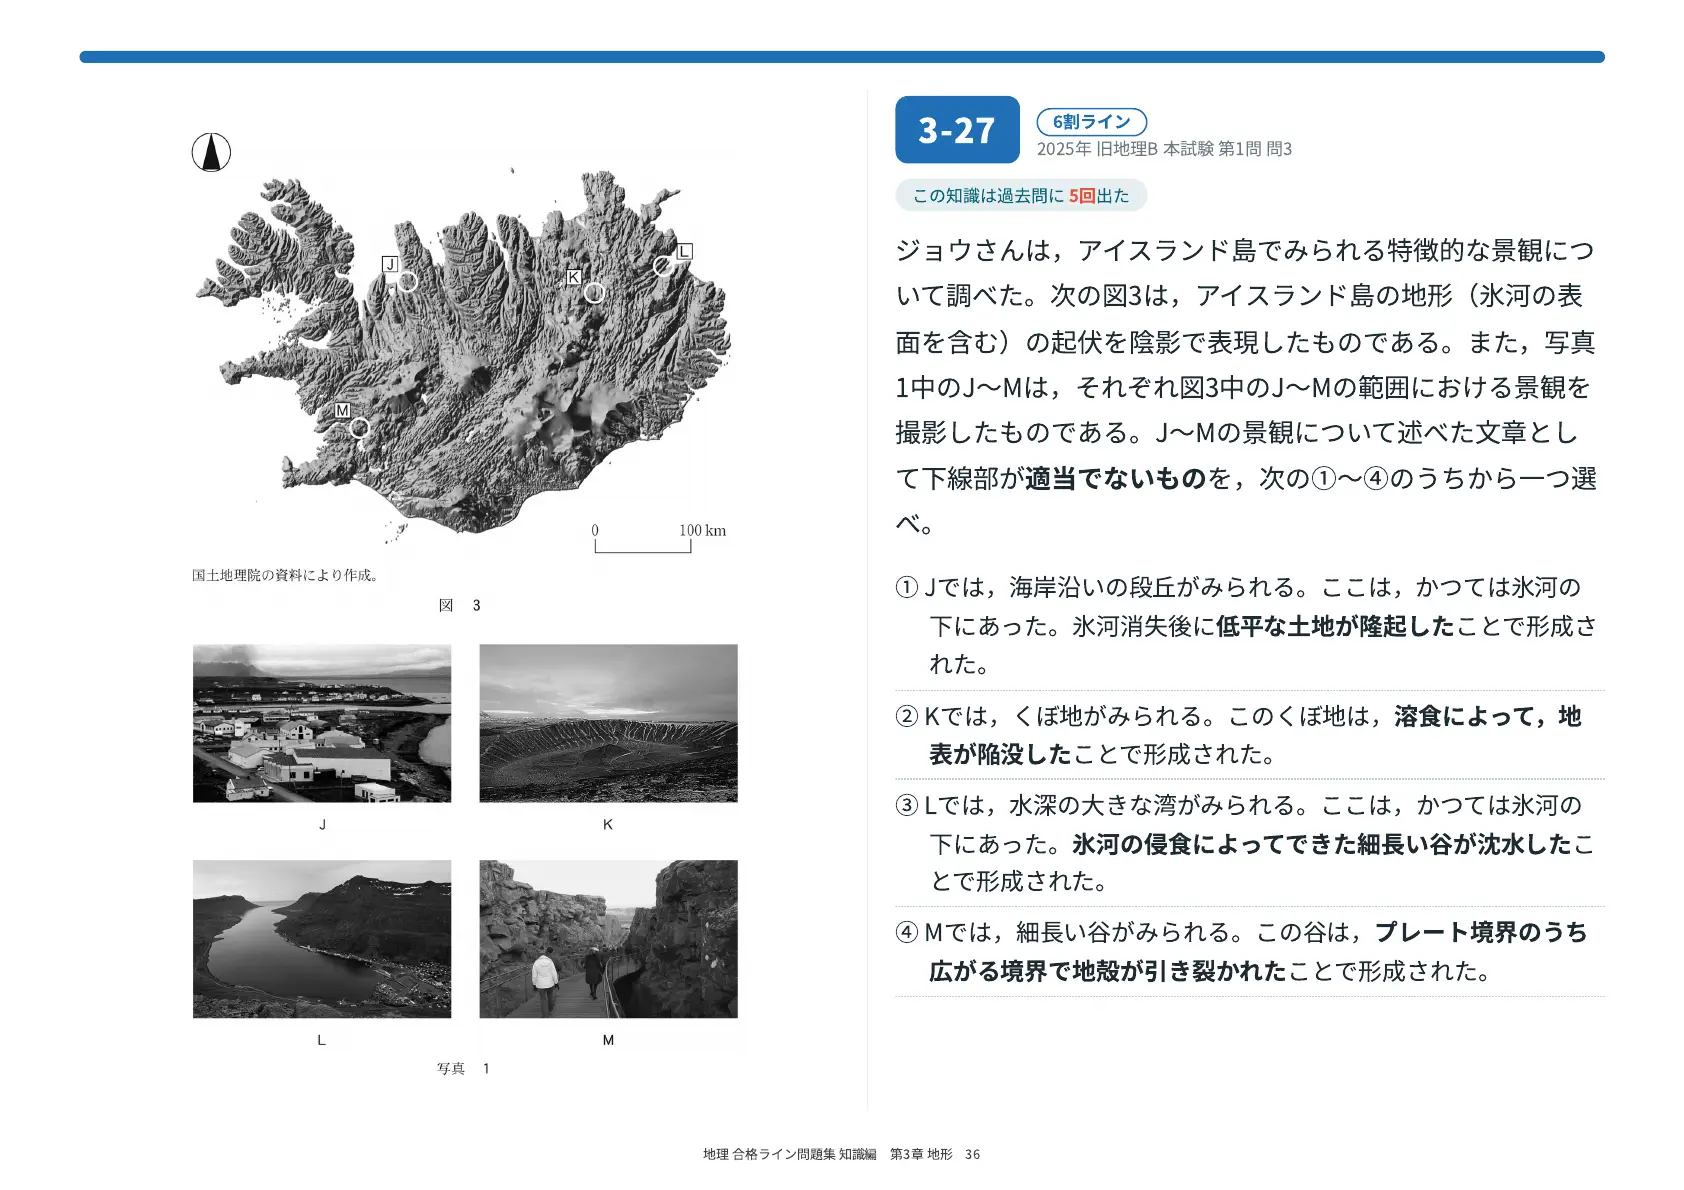 J
K
L
M
0 100 km
国土地理院の資料により作成。
図 3
J K
L M
写真 1
3-27
6割ライン
2025年 旧地理B 本試験 第1問 問3
この知識は過去問に 5回出た
ジョウさんは，アイスランド島でみられる特徴的な景観につ
いて調べた。次の図3は，アイスランド島の地形（氷河の表
面を含む）の起伏を陰影で表現したものである。また，写真
1中のJ～Mは，それぞれ図3中のJ～Mの範囲における景観を
撮影したものである。J～Mの景観について述べた文章とし
て下線部が適当でないものを，次の①～④のうちから一つ選
べ。
① Jでは，海岸沿いの段丘がみられる。ここは，かつては氷河の
下にあった。氷河消失後に低平な土地が隆起したことで形成さ
れた。
② Kでは，くぼ地がみられる。このくぼ地は，溶食によって，地
表が陥没したことで形成された。
③ Lでは，水深の大きな湾がみられる。ここは，かつては氷河の
下にあった。氷河の侵食によってできた細長い谷が沈水したこ
とで形成された。
④ Mでは，細長い谷がみられる。この谷は，プレート境界のうち
広がる境界で地殻が引き裂かれたことで形成された。
地理 合格ライン問題集 知識編 第3章 地形 36